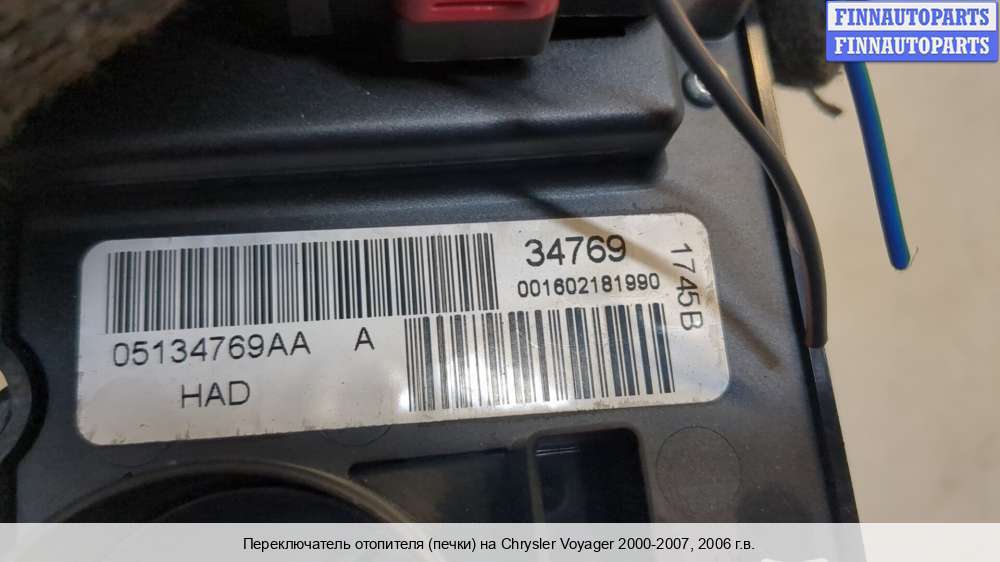 FINNAUTOPARTS
FINNAUTOPARTS
34769
001602181990
1745B
05134769AA A
HAD
Переключатель отопителя (печки) на Chrysler Voyager 2000-2007, 2006 г.в.